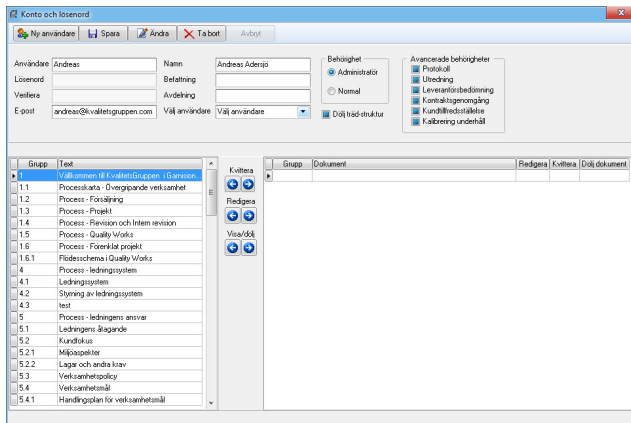 Konto och lösenord
Ny användare Spara Ändra Ta bort Avbryt
Användare Andreas
Lösenord
Verifiera
E-post andreas@kvalitetsgruppen.com
Namn Andreas Adersjö
Befattning
Avdelning
Välj användare Välj användare
Behörighet
Administratör
Normal
Dölj träd-struktur
Avancerade behörigheter
Protokoll
Utredning
Leverantörsbedömning
Kontraktsgenomgång
Kundtillfredsställelse
Kalibrering underhåll
Grupp Text
1 Välkommen till KvalitetsGruppen i Garnison...
1.1 Processkarta - Övergripande verksamhet
1.2 Process - Försäljning
1.3 Process - Projekt
1.4 Process - Revision och Intern revision
1.5 Process - Quality Works
1.6 Process - Förenklat projekt
1.6.1 Flödesschema i Quality Works
4 Process - ledningssystem
4.1 Ledningssystem
4.2 Styrning av ledningssystem
4.3 test
5 Process - ledningens ansvar
5.1 Ledningens åtagande
5.2 Kundfokus
5.2.1 Miljöaspekter
5.2.2 Lagar och andra krav
5.3 Verksamhetspolicy
5.4 Verksamhetsmål
5.4.1 Handlingsplan för verksamhetsmål
Kvittera
Redigera
Visa/dölj
Grupp Dokument Redigera Kvittera Dölj dokument